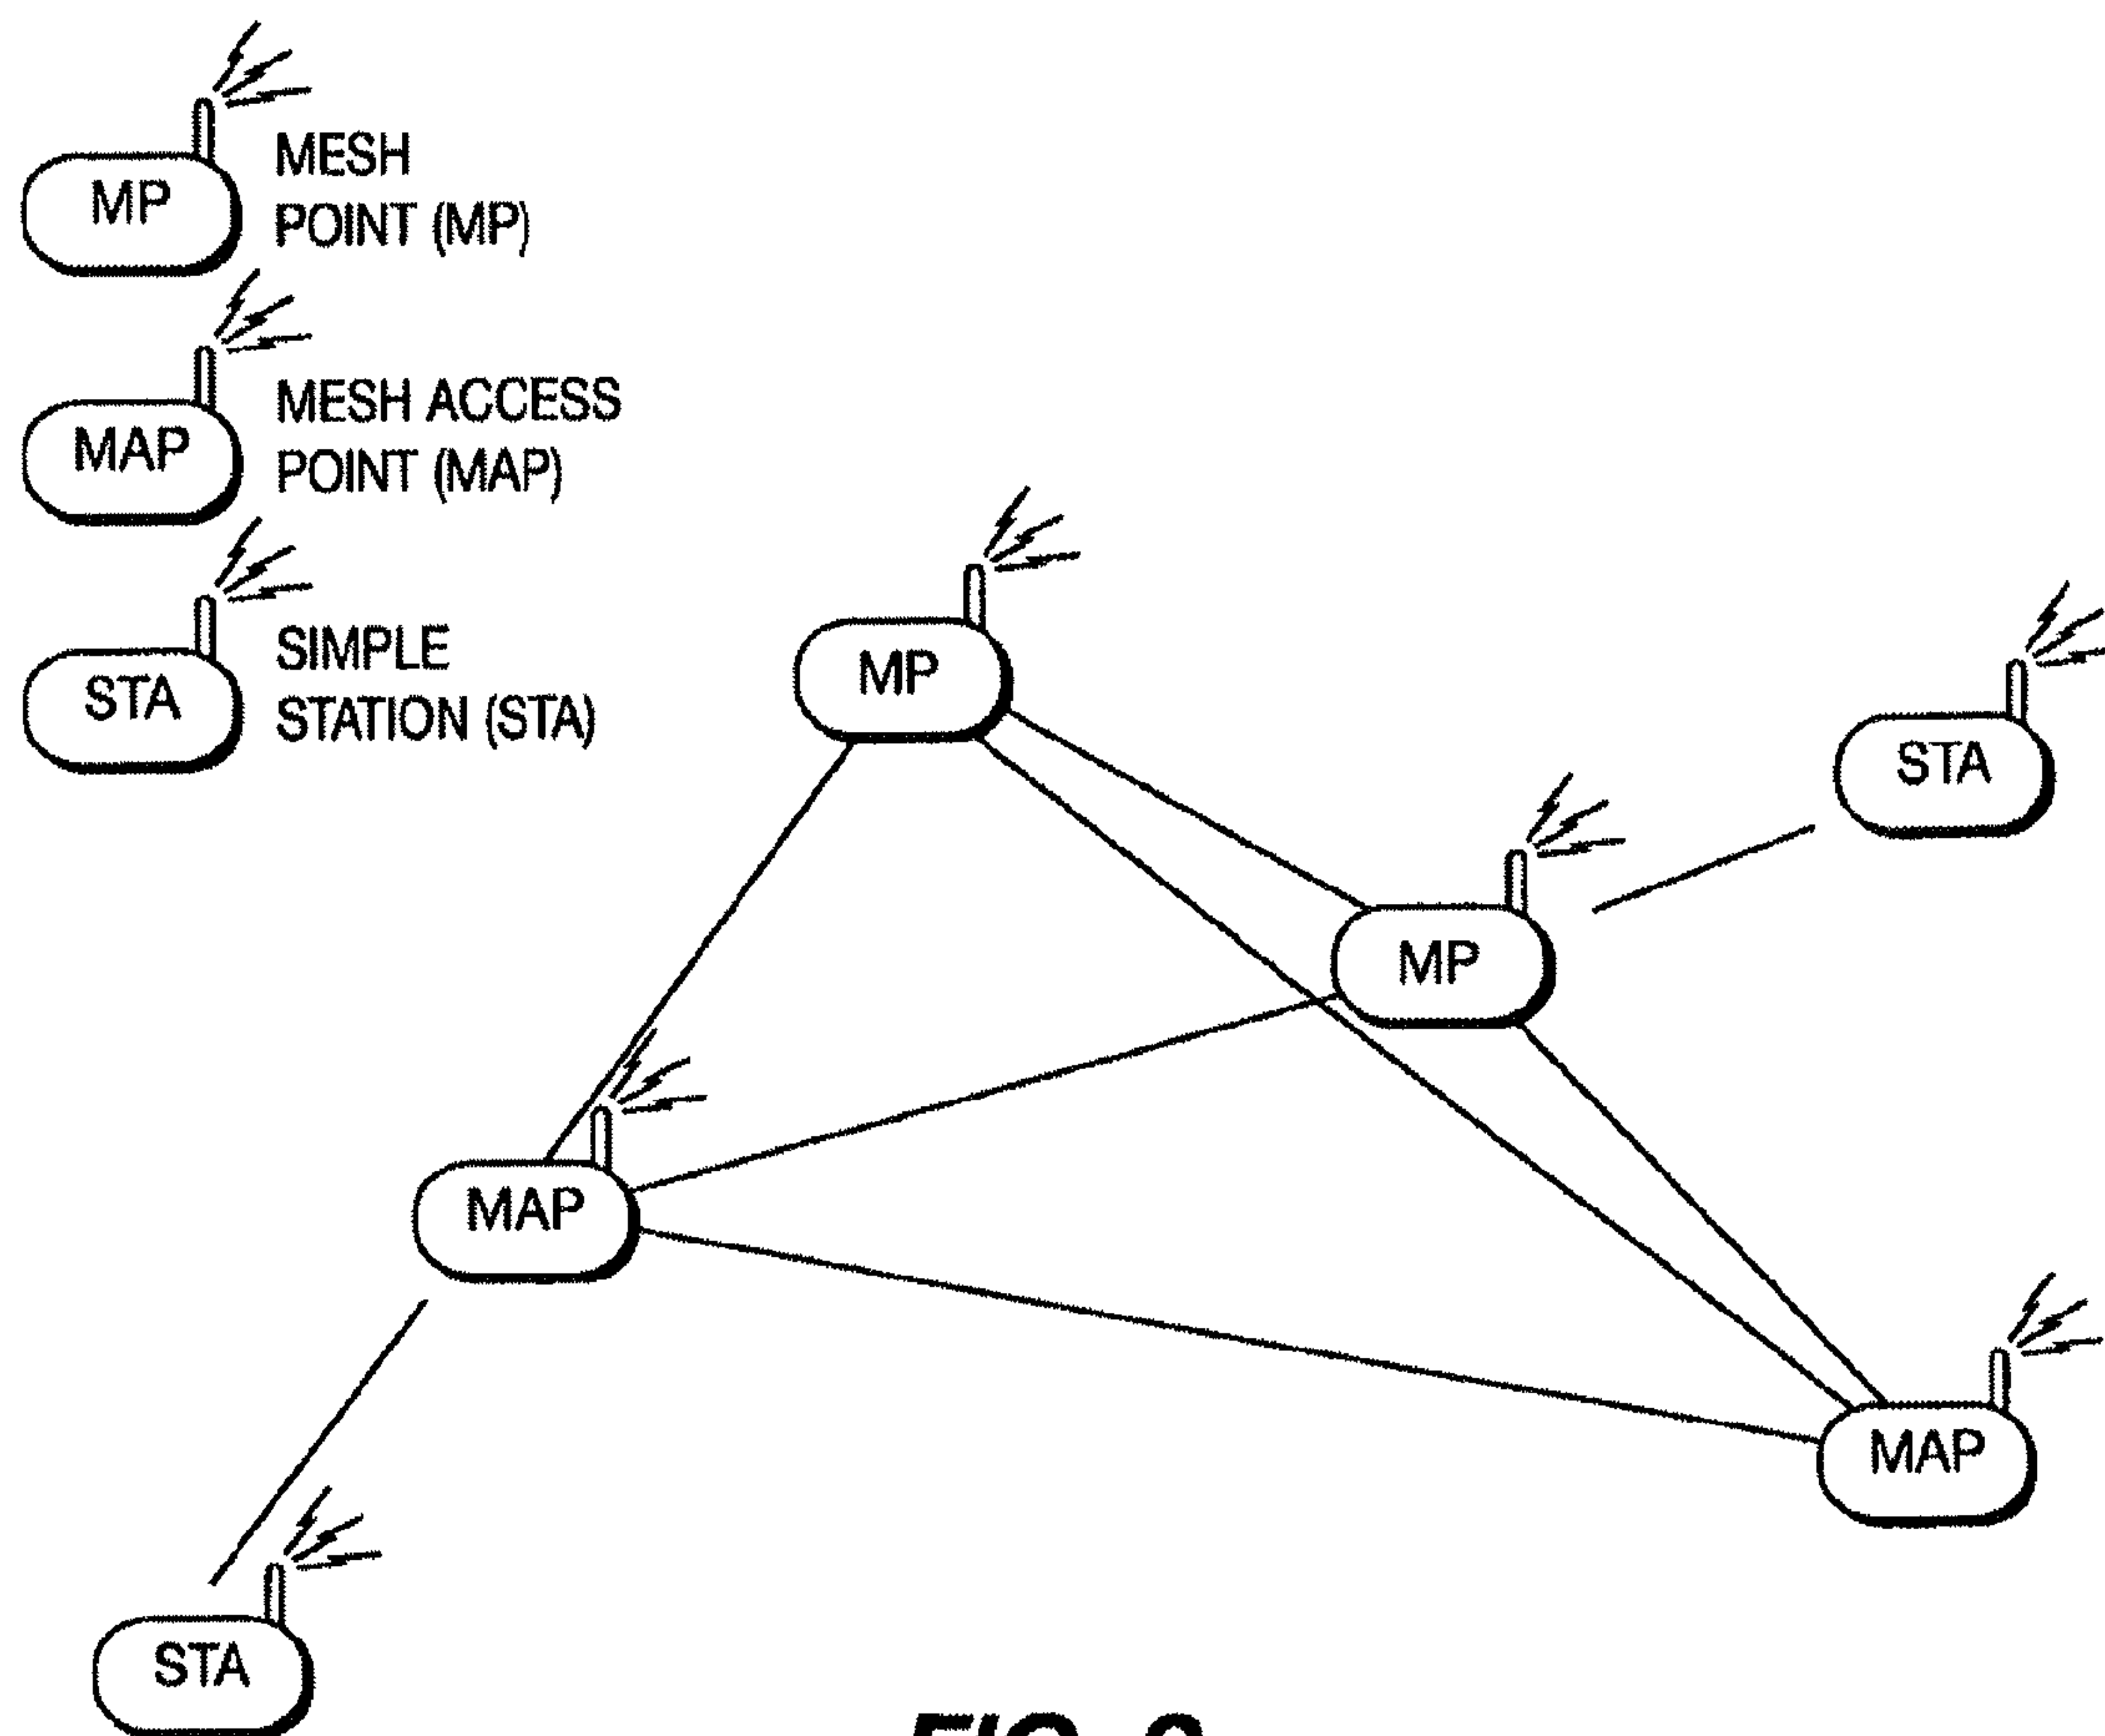 MP
MESH
POINT (MP)
MAP
MESH ACCESS
POINT (MAP)
STA
SIMPLE
STATION (STA)
MP
STA
MP
MAP
MAP
STA